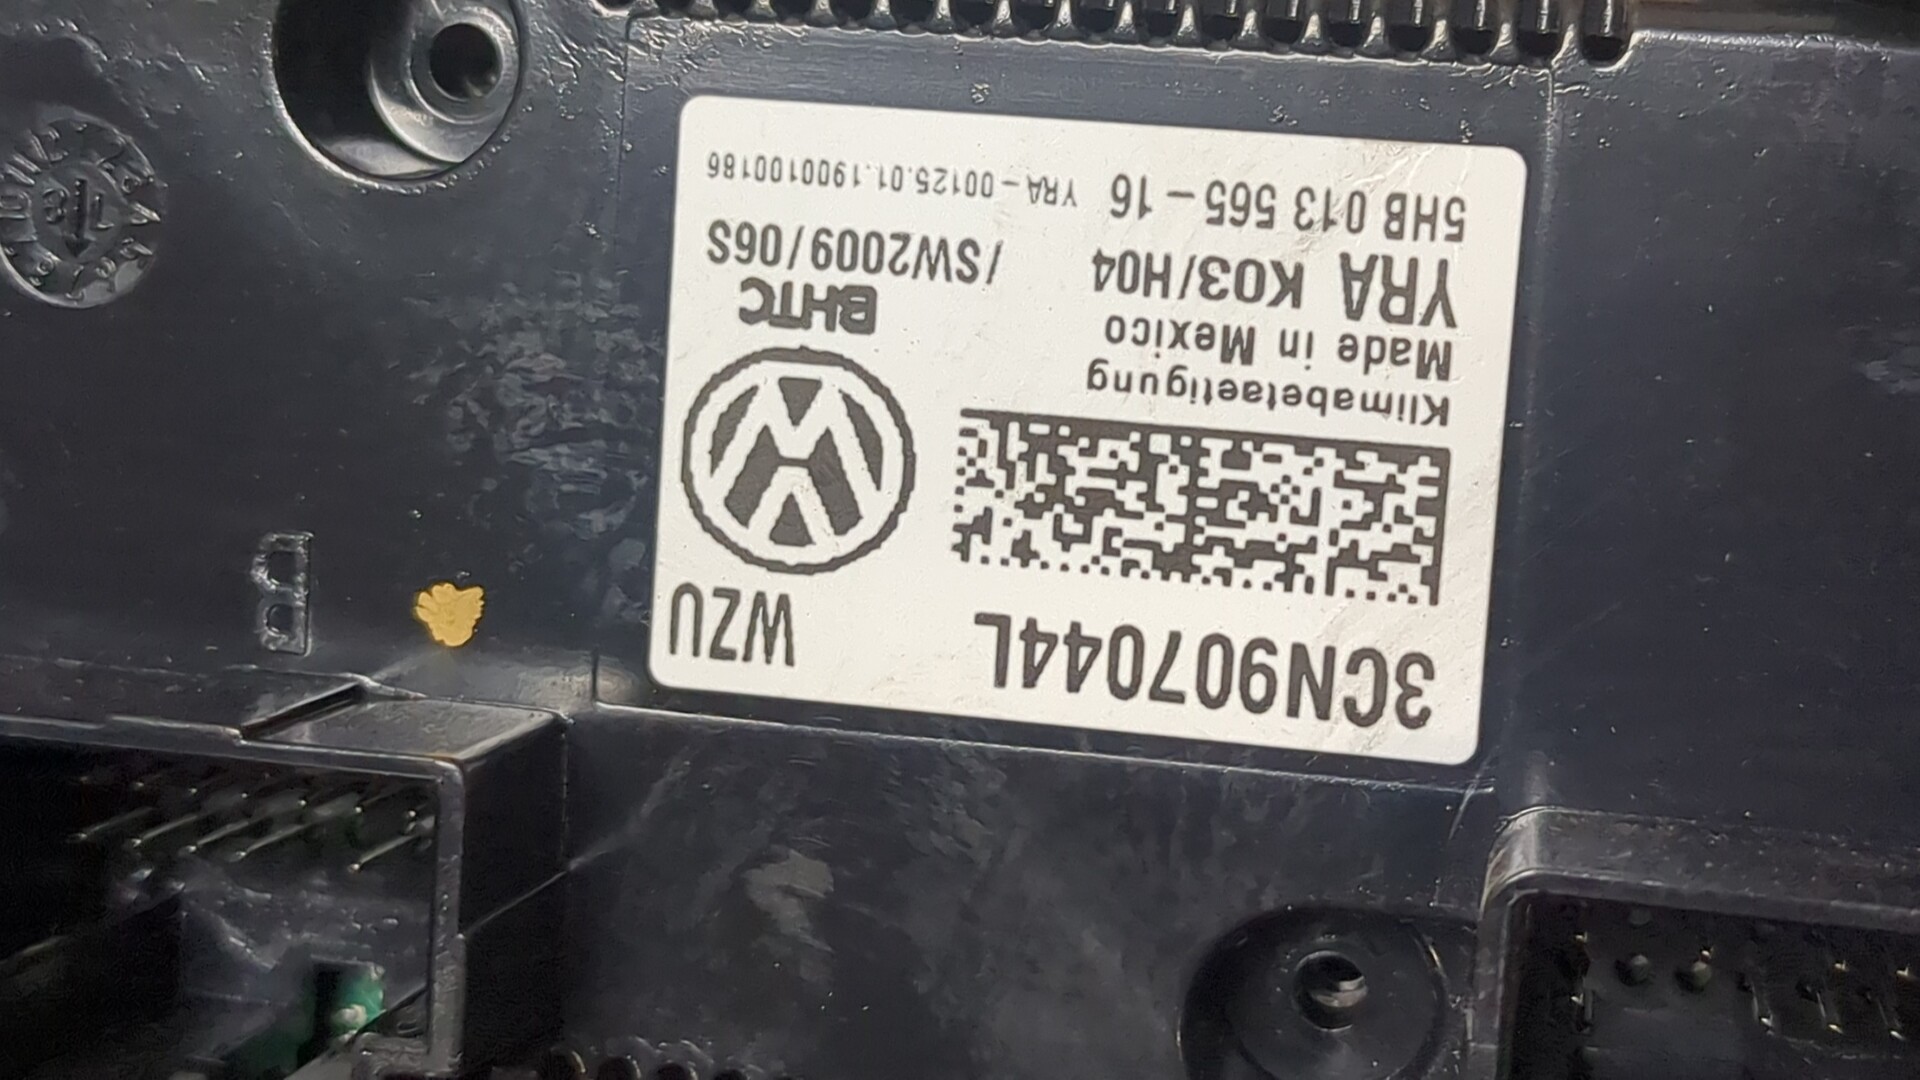 3CN907044L WZU
Klimabetaetigung
Made in Mexico
BHTC
YRA K03/H04 /SW2009/06S
5HB 013 565-16 YRA-00125.01.1900100186
B